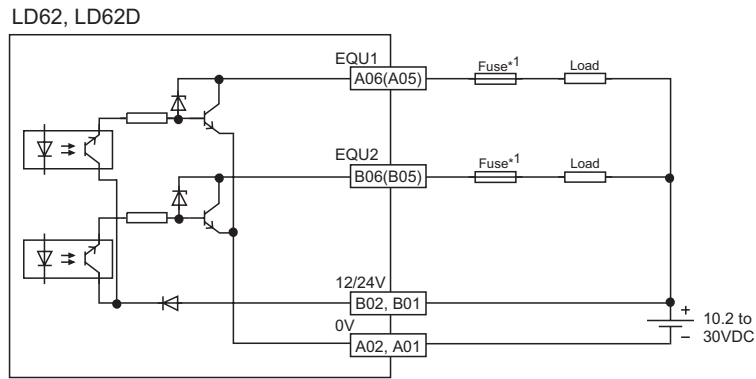 LD62, LD62D
EQU1
A06(A05)
Fuse*1
Load
EQU2
B06(B05)
Fuse*1
Load
12/24V
B02, B01
0V
A02, A01
+
10.2 to
30VDC
−